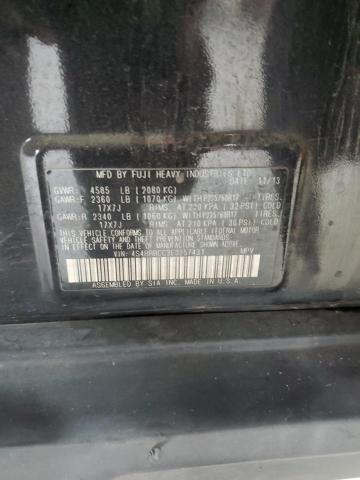 MFD BY FUJI HEAVY INDUSTRIES LTD.
DATE: 11/13
GVWR: 4585 LB (2080 KG)
GAWR:F 2360 LB (1070 KG) WITH P225/60R17 TIRES,
17X7J RIMS AT 220 KPA ( 32 PSI) COLD
GAWR:R 2340 LB (1060 KG) WITH P225/60R17 TIRES,
17X7J RIMS AT 210 KPA ( 30 PSI) COLD
THIS VEHICLE CONFORMS TO ALL APPLICABLE FEDERAL MOTOR
VEHICLE SAFETY STANDARDS
IN EFFECT ON THE DATE OF MANUFACTURE SHOWN ABOVE.
VIN: MPV
ASSEMBLED BY SIA INC. MADE IN U.S.A.